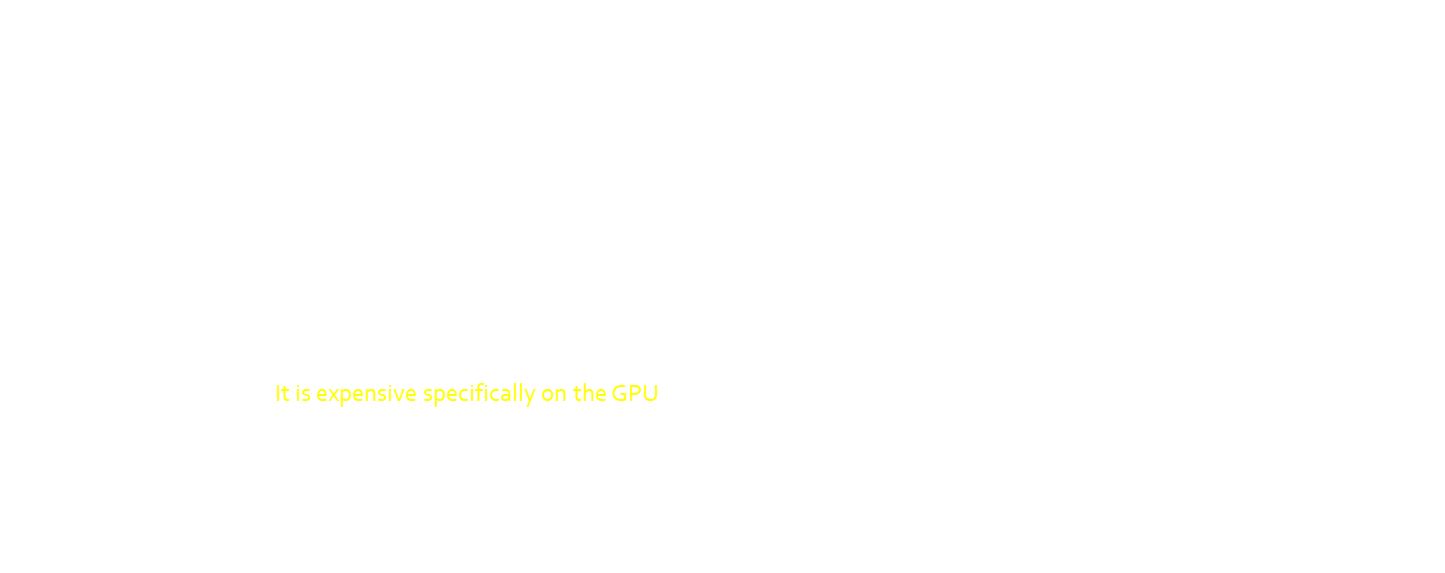 It is expensive specifically on the GPU